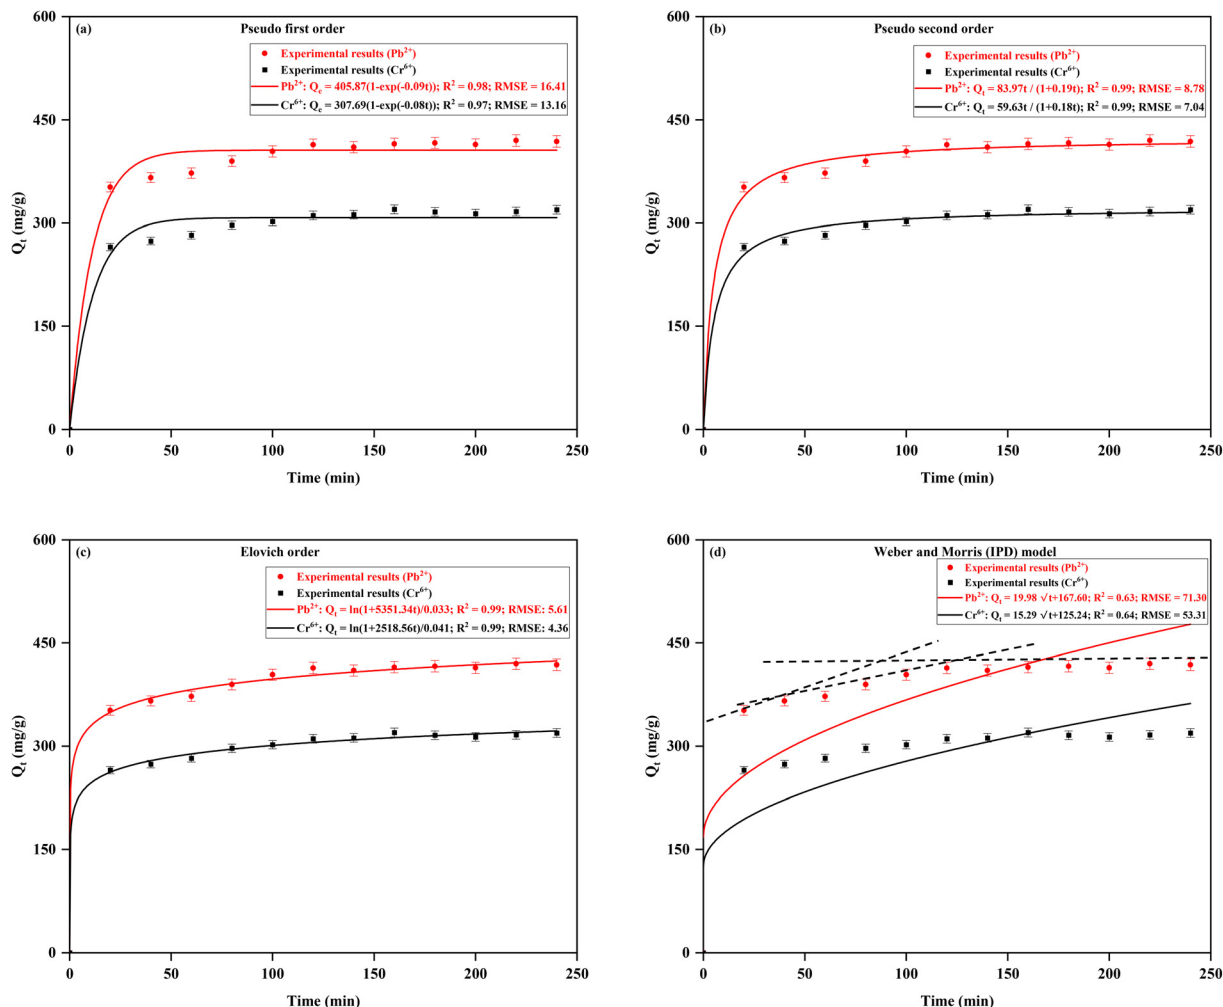 (a)
Pseudo first order
Experimental results (Pb²⁺)
Experimental results (Cr⁶⁺)
Pb²⁺: Qₑ = 405.87(1-exp(-0.09t)); R² = 0.98; RMSE = 16.41
Cr⁶⁺: Qₑ = 307.69(1-exp(-0.08t)); R² = 0.97; RMSE = 13.16
600
450
300
150
0
Qₜ (mg/g)
0 50 100 150 200 250
Time (min)
(b)
Pseudo second order
Experimental results (Pb²⁺)
Experimental results (Cr⁶⁺)
Pb²⁺: Qₜ = 83.97t / (1+0.19t); R² = 0.99; RMSE = 8.78
Cr⁶⁺: Qₜ = 59.63t / (1+0.18t); R² = 0.99; RMSE = 7.04
600
450
300
150
0
Qₜ (mg/g)
0 50 100 150 200 250
Time (min)
(c)
Elovich order
Experimental results (Pb²⁺)
Experimental results (Cr⁶⁺)
Pb²⁺: Qₜ = ln(1+5351.34t)/0.033; R² = 0.99; RMSE: 5.61
Cr⁶⁺: Qₜ = ln(1+2518.56t)/0.041; R² = 0.99; RMSE: 4.36
600
450
300
150
0
Qₜ (mg/g)
0 50 100 150 200 250
Time (min)
(d)
Weber and Morris (IPD) model
Experimental results (Pb²⁺)
Experimental results (Cr⁶⁺)
Pb²⁺: Qₜ = 19.98 √t+167.60; R² = 0.63; RMSE = 71.30
Cr⁶⁺: Qₜ = 15.29 √t+125.24; R² = 0.64; RMSE = 53.31
600
450
300
150
0
Qₜ (mg/g)
0 50 100 150 200 250
Time (min)